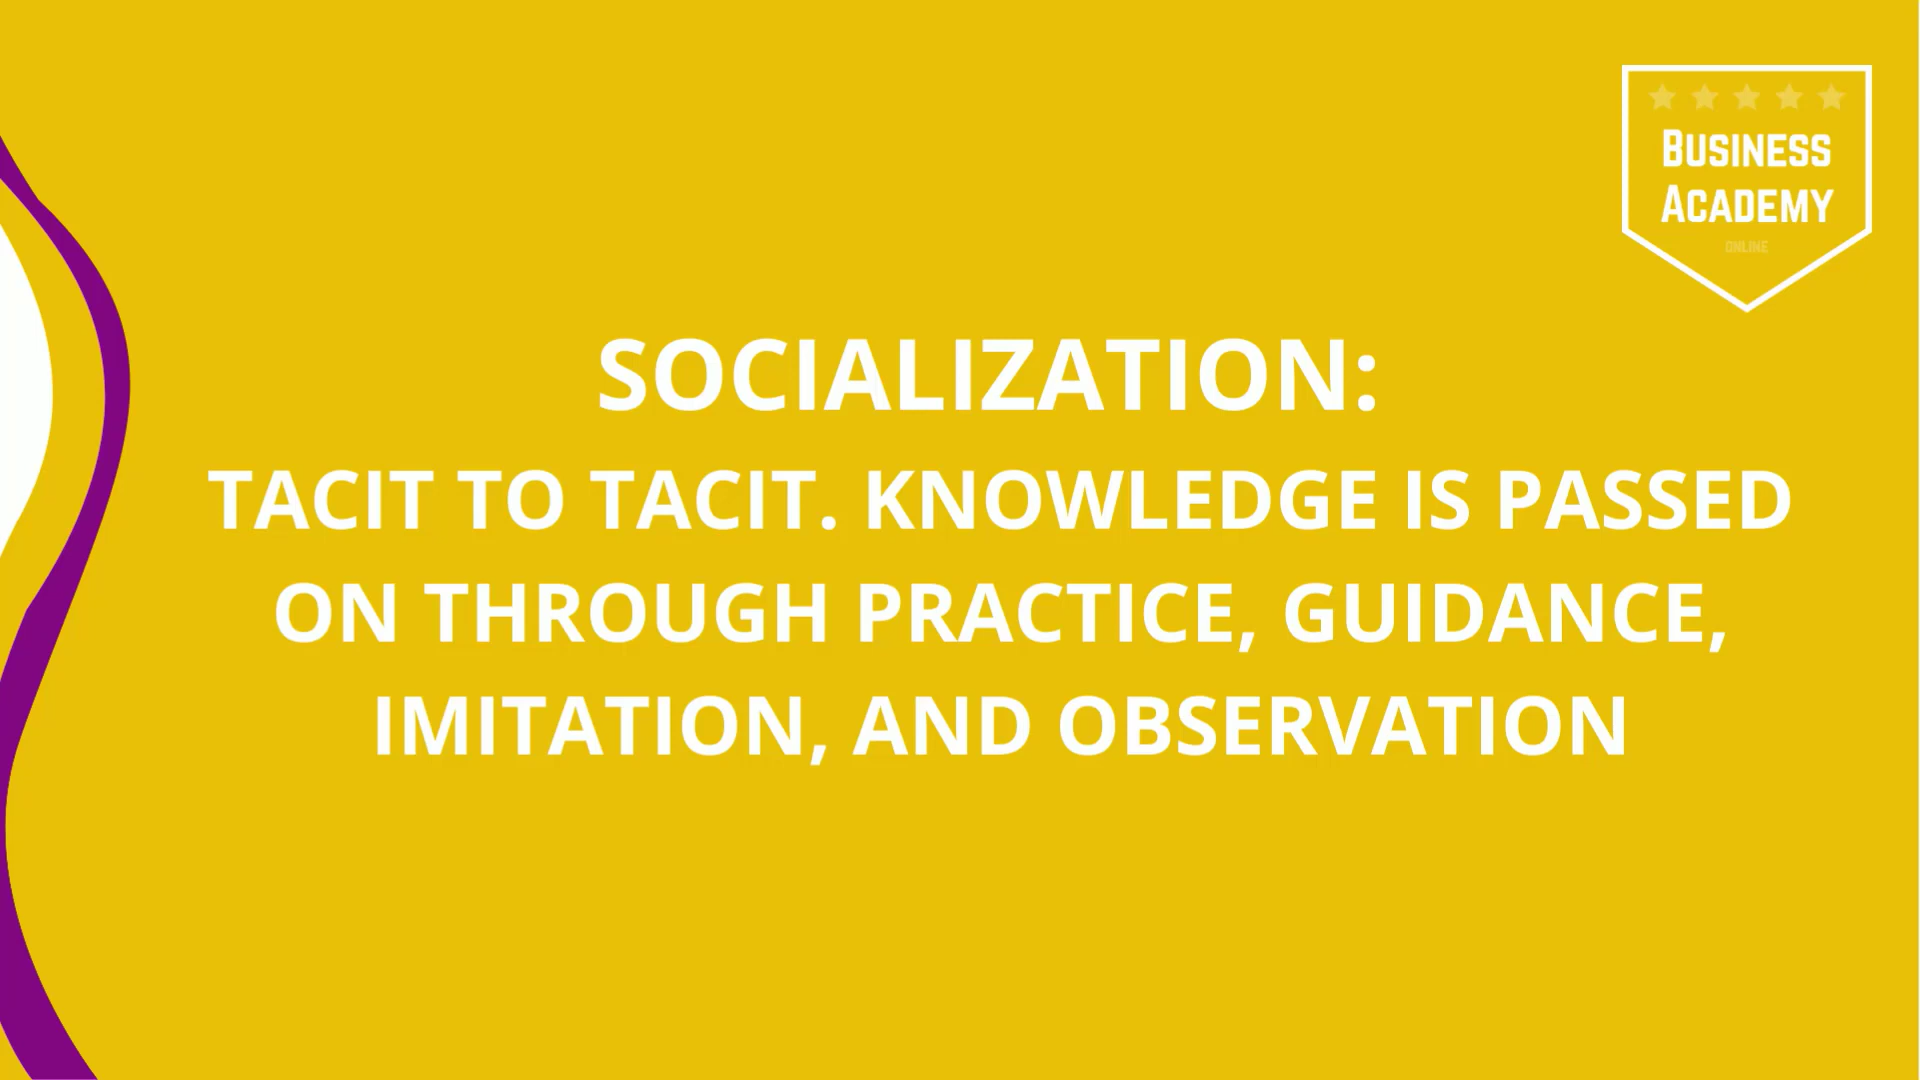 BUSINESS
ACADEMY
ONLINE
SOCIALIZATION:
TACIT TO TACIT. KNOWLEDGE IS PASSED
ON THROUGH PRACTICE, GUIDANCE,
IMITATION, AND OBSERVATION